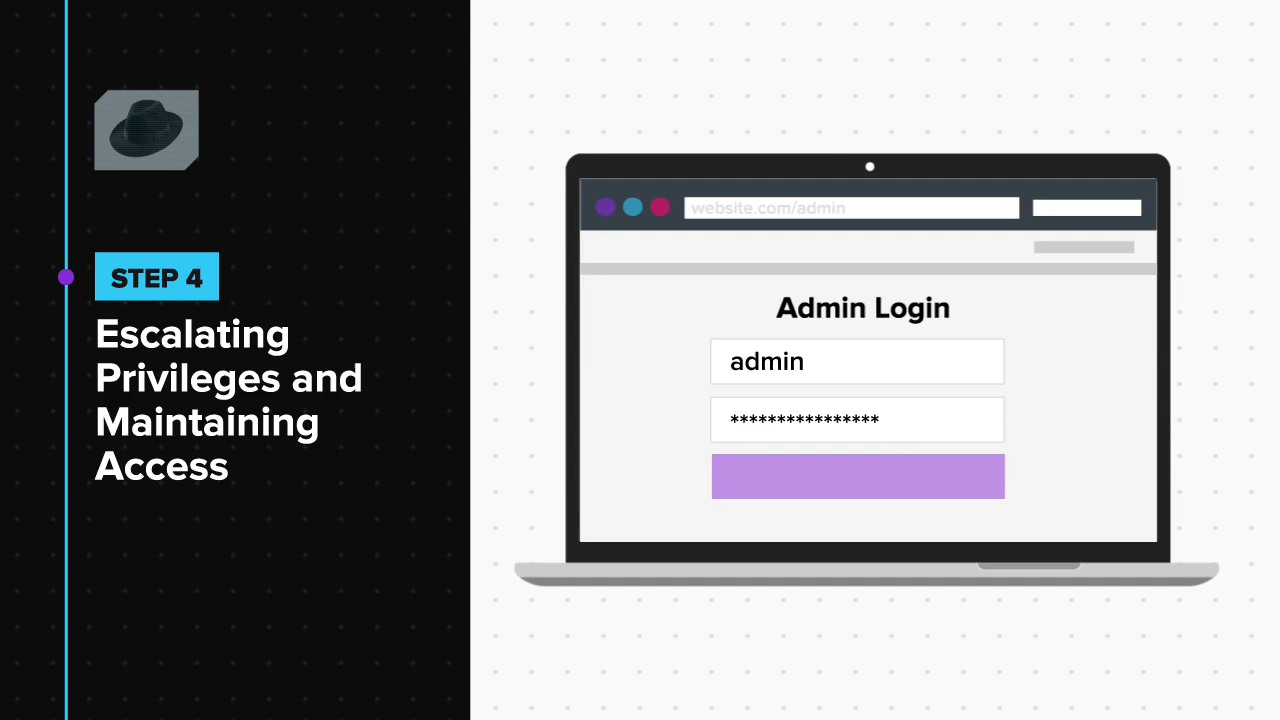 STEP 4
Escalating
Privileges and
Maintaining
Access
website.com/admin
Admin Login
admin
****************